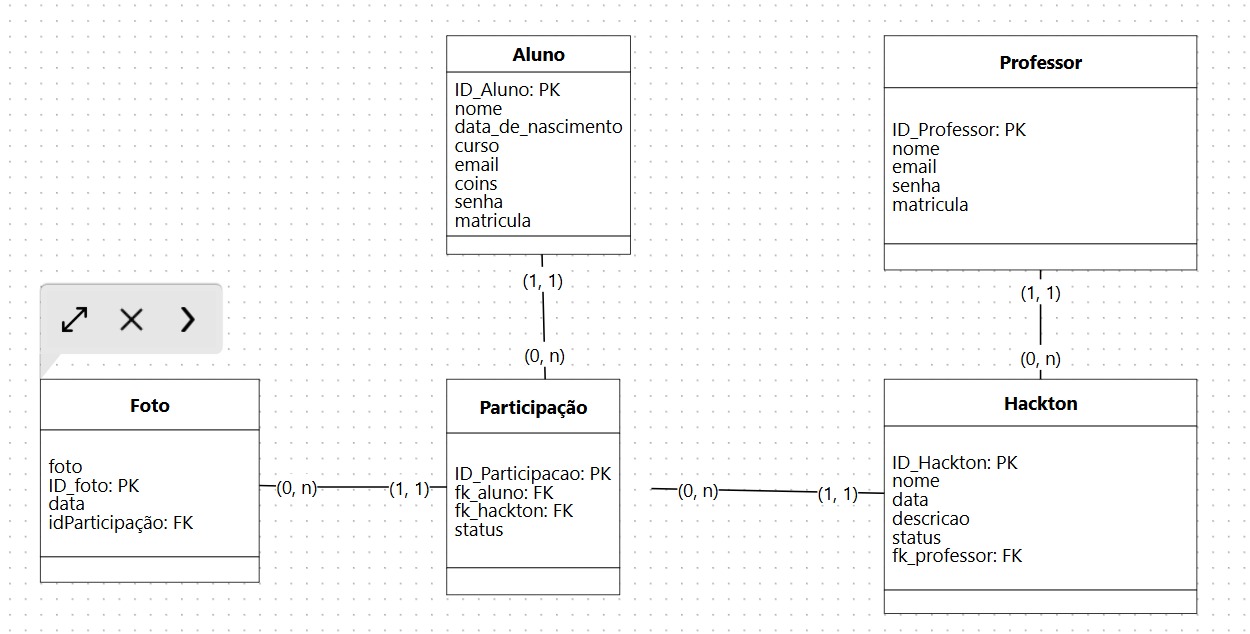 Aluno
ID_Aluno: PK
nome
data_de_nascimento
curso
email
coins
senha
matricula
(1, 1)
(0, n)
Professor
ID_Professor: PK
nome
email
senha
matricula
(1, 1)
(0, n)
Foto
foto
ID_foto: PK
data
idParticipação: FK
(0, n)
(1, 1)
Participação
ID_Participacao: PK
fk_aluno: FK
fk_hackton: FK
status
(0, n)
(1, 1)
Hackton
ID_Hackton: PK
nome
data
descricao
status
fk_professor: FK